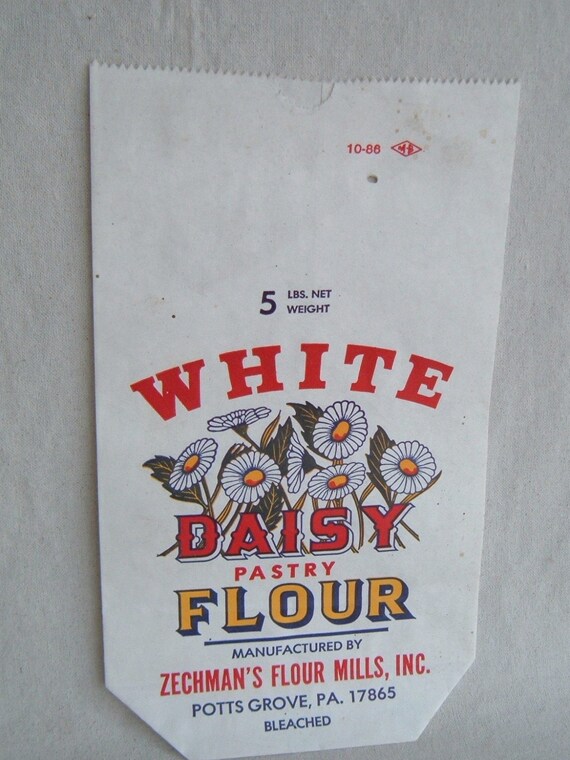 10-86
5 LBS. NET
WEIGHT
WHITE
DAISY
PASTRY
FLOUR
MANUFACTURED BY
ZECHMAN'S FLOUR MILLS, INC.
POTTS GROVE, PA. 17865
BLEACHED